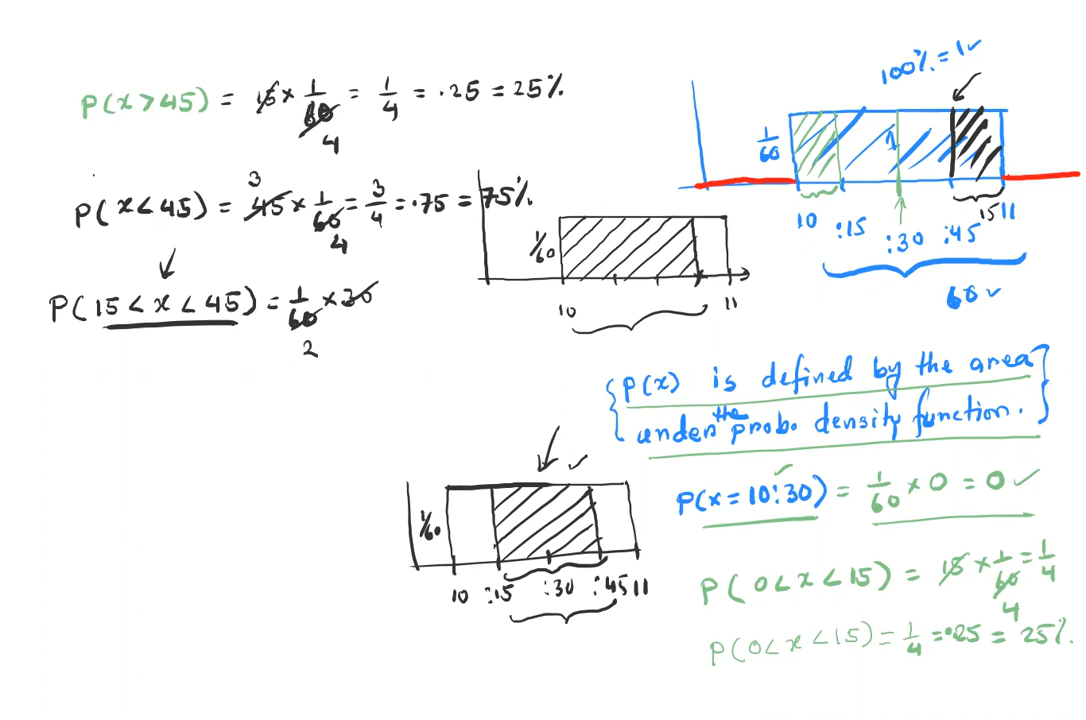 P(x>45) = 15 × 1/60 = 1/4 = .25 = 25%
4
P(x<45) = 45 × 1/60 = 3/4 = .75 = 75%
3
4
P(15 < x < 45) = 1/60 × 30
2
100% = 1 ✓
1/60
10 :15 :30 :45 15 11
60 ✓
1/60
10 11
{P(x) is defined by the area
under the prob. density function.}
P(x = 10:30) = 1/60 × 0 = 0 ✓
1/60
10 :15 :30 :45 11
P(0 < x < 15) = 15 × 1/60 = 1/4
4
P(0 < x < 15) = 1/4 = .25 = 25%.